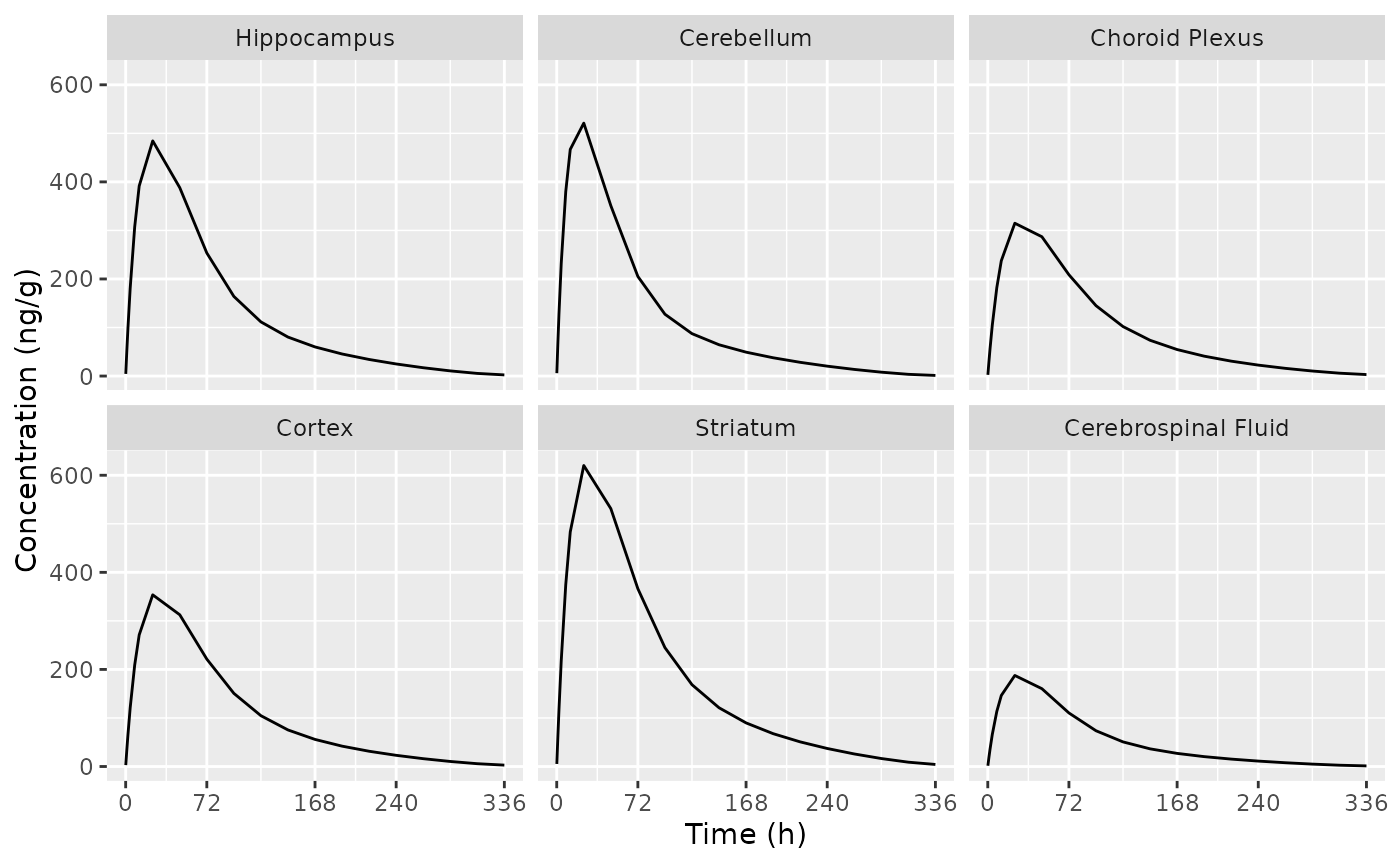 Hippocampus Cerebellum Choroid Plexus
600
400
200
0
Cortex Striatum Cerebrospinal Fluid
600
400
200
0
0 72 168 240 336 0 72 168 240 336 0 72 168 240 336
Time (h)
Concentration (ng/g)